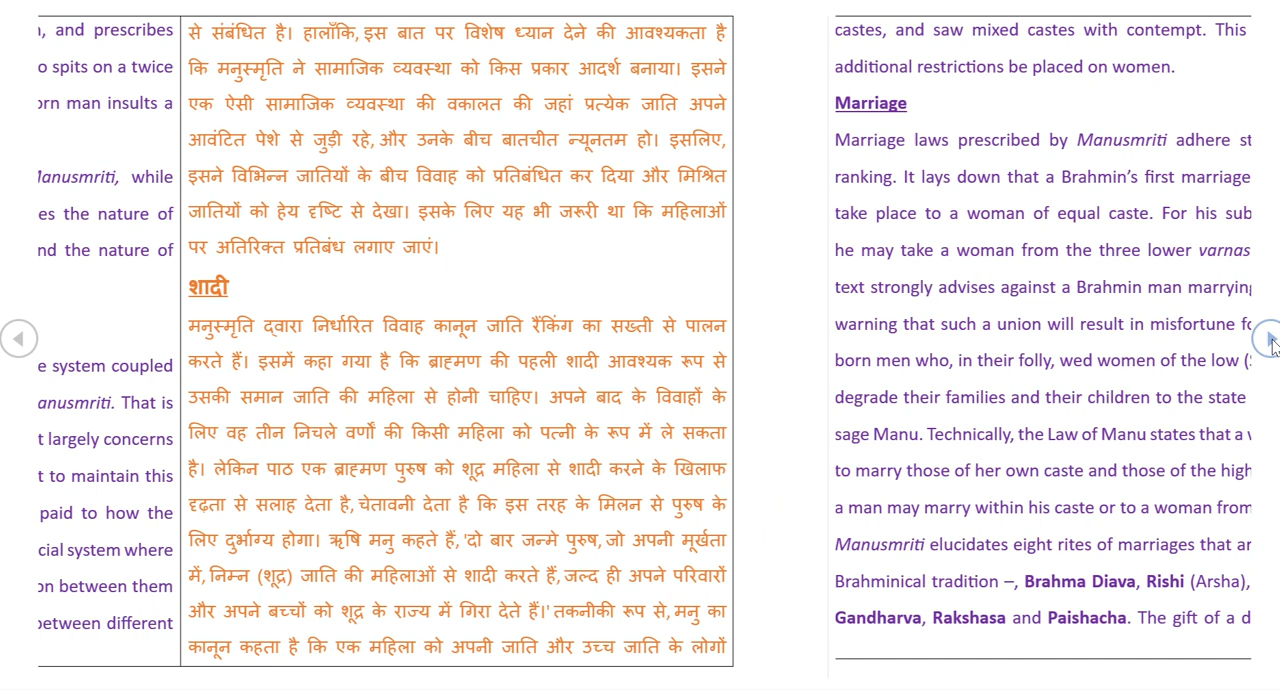 , and prescribes
o spits on a twice
orn man insults a
Manusmriti, while
es the nature of
nd the nature of
e system coupled
anusmriti. That is
t largely concerns
t to maintain this
paid to how the
cial system where
on between them
between different
से संबंधित है। हालाँकि, इस बात पर विशेष ध्यान देने की आवश्यकता है
कि मनुस्मृति ने सामाजिक व्यवस्था को किस प्रकार आदर्श बनाया। इसने
एक ऐसी सामाजिक व्यवस्था की वकालत की जहां प्रत्येक जाति अपने
आवंटित पेशे से जुड़ी रहे, और उनके बीच बातचीत न्यूनतम हो। इसलिए,
इसने विभिन्न जातियों के बीच विवाह को प्रतिबंधित कर दिया और मिश्रित
जातियों को हेय दृष्टि से देखा। इसके लिए यह भी जरूरी था कि महिलाओं
पर अतिरिक्त प्रतिबंध लगाए जाएं।
शादी
मनुस्मृति द्वारा निर्धारित विवाह कानून जाति रैंकिंग का सख्ती से पालन
करते हैं। इसमें कहा गया है कि ब्राह्मण की पहली शादी आवश्यक रूप से
उसकी समान जाति की महिला से होनी चाहिए। अपने बाद के विवाहों के
लिए वह तीन निचले वर्णों की किसी महिला को पत्नी के रूप में ले सकता
है। लेकिन पाठ एक ब्राह्मण पुरुष को शूद्र महिला से शादी करने के खिलाफ
दृढ़ता से सलाह देता है, चेतावनी देता है कि इस तरह के मिलन से पुरुष के
लिए दुर्भाग्य होगा। ऋषि मनु कहते हैं, 'दो बार जन्मे पुरुष, जो अपनी मूर्खता
में, निम्न (शूद्र) जाति की महिलाओं से शादी करते हैं, जल्द ही अपने परिवारों
और अपने बच्चों को शूद्र के राज्य में गिरा देते हैं।' तकनीकी रूप से, मनु का
कानून कहता है कि एक महिला को अपनी जाति और उच्च जाति के लोगों
castes, and saw mixed castes with contempt. This
additional restrictions be placed on women.
Marriage
Marriage laws prescribed by Manusmriti adhere st
ranking. It lays down that a Brahmin’s first marriage
take place to a woman of equal caste. For his sub
he may take a woman from the three lower varnas
text strongly advises against a Brahmin man marrying
warning that such a union will result in misfortune fo
born men who, in their folly, wed women of the low (
degrade their families and their children to the state
sage Manu. Technically, the Law of Manu states that a
to marry those of her own caste and those of the high
a man may marry within his caste or to a woman from
Manusmriti elucidates eight rites of marriages that ar
Brahminical tradition –, Brahma Diava, Rishi (Arsha),
Gandharva, Rakshasa and Paishacha. The gift of a d